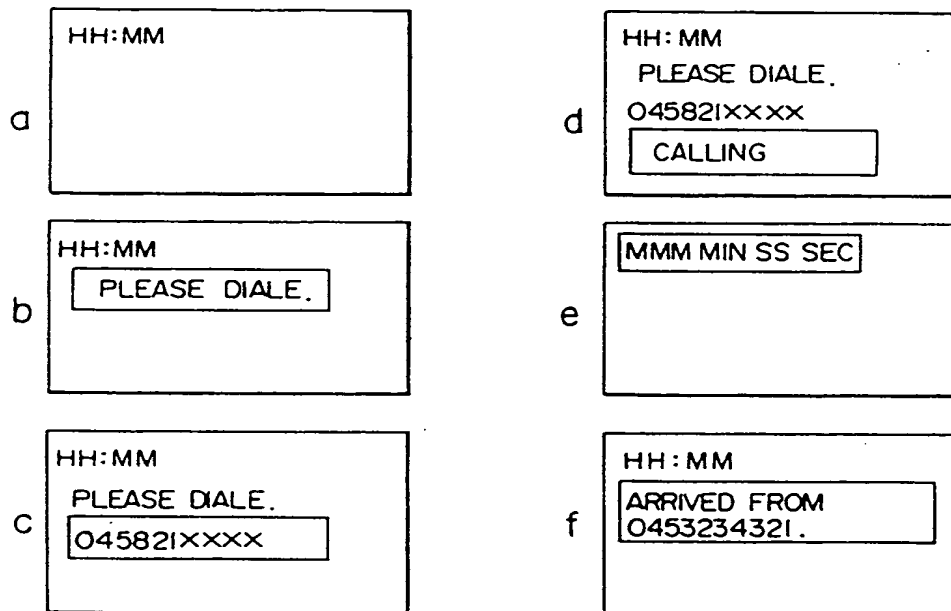 a
HH:MM
b
HH:MM
PLEASE DIALE.
c
HH:MM
PLEASE DIALE.
045821XXXX
d
HH:MM
PLEASE DIALE.
045821XXXX
CALLING
e
MMM MIN SS SEC
f
HH:MM
ARRIVED FROM
0453234321.